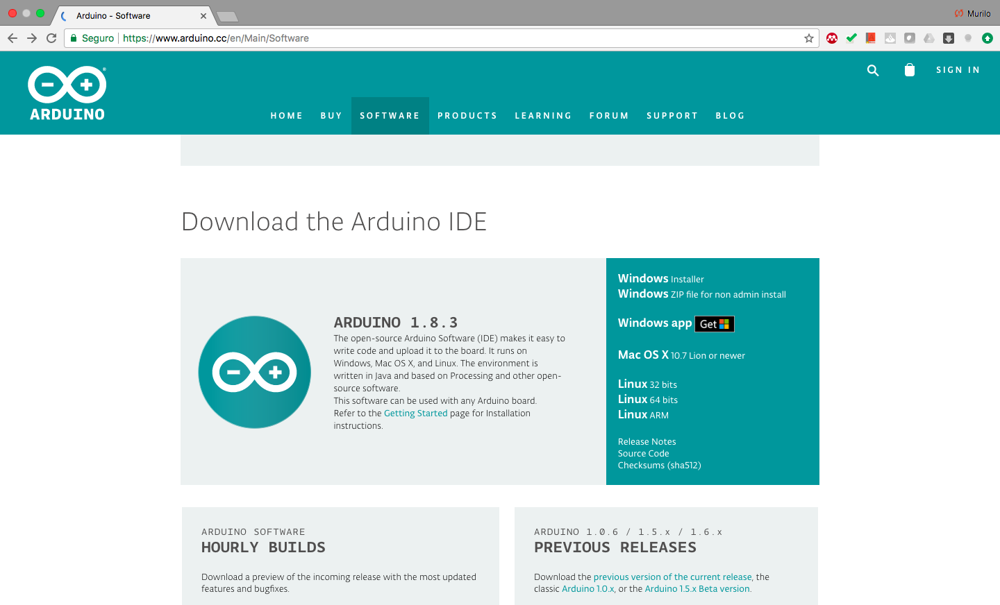 Arduino - Software
Murilo
Seguro https://www.arduino.cc/en/Main/Software
SIGN IN
ARDUINO
HOME BUY SOFTWARE PRODUCTS LEARNING FORUM SUPPORT BLOG
Download the Arduino IDE
ARDUINO 1.8.3
The open-source Arduino Software (IDE) makes it easy to
write code and upload it to the board. It runs on
Windows, Mac OS X, and Linux. The environment is
written in Java and based on Processing and other open-
source software.
This software can be used with any Arduino board.
Refer to the Getting Started page for Installation
instructions.
Windows Installer
Windows ZIP file for non admin install
Windows app Get
Mac OS X 10.7 Lion or newer
Linux 32 bits
Linux 64 bits
Linux ARM
Release Notes
Source Code
Checksums (sha512)
ARDUINO SOFTWARE
HOURLY BUILDS
Download a preview of the incoming release with the most updated
features and bugfixes.
ARDUINO 1.0.6 / 1.5.x / 1.6.x
PREVIOUS RELEASES
Download the previous version of the current release, the
classic Arduino 1.0.x, or the Arduino 1.5.x Beta version.